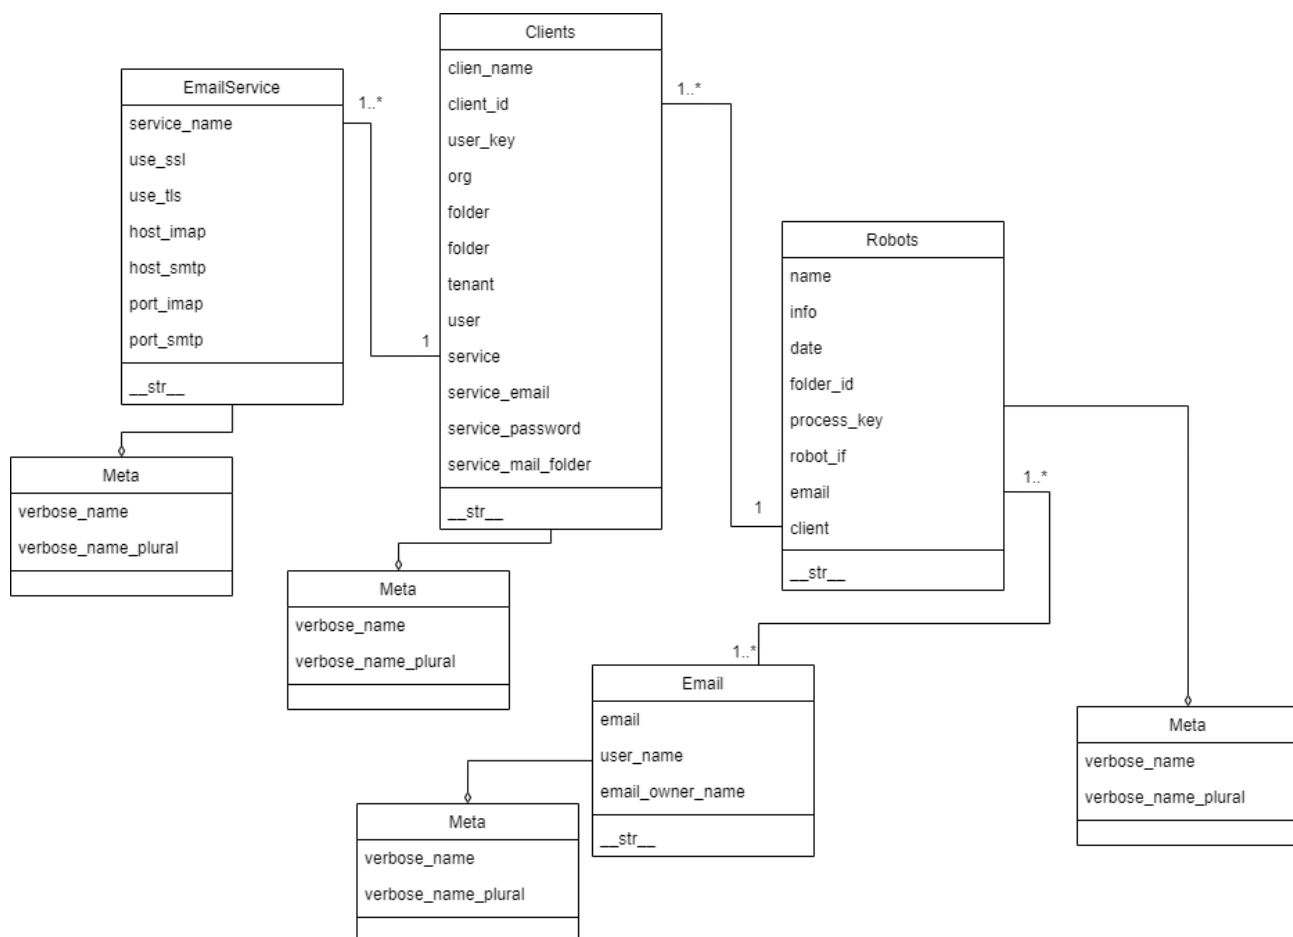 Clients
clien_name
client_id
user_key
org
folder
folder
tenant
user
service
service_email
service_password
service_mail_folder
__str__
EmailService
service_name
use_ssl
use_tls
host_imap
host_smtp
port_imap
port_smtp
__str__
1..*
1
1..*
1
Robots
name
info
date
folder_id
process_key
robot_if
email
client
__str__
1..*
1..*
Meta
verbose_name
verbose_name_plural
Meta
verbose_name
verbose_name_plural
Email
email
user_name
email_owner_name
__str__
Meta
verbose_name
verbose_name_plural
Meta
verbose_name
verbose_name_plural